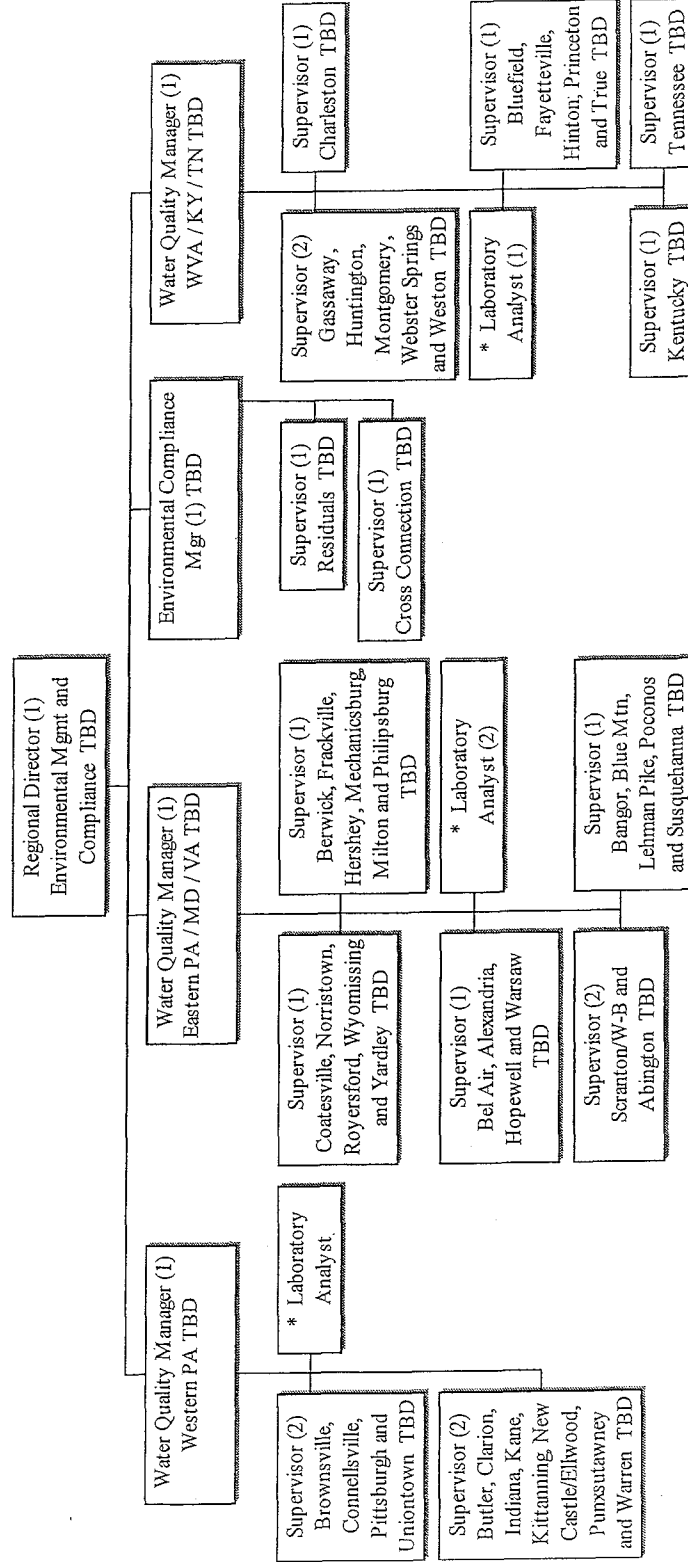 Regional Director (1)
Environmental Mgmt and
Compliance TBD
Water Quality Manager (1)
Western PA TBD
Water Quality Manager (1)
Eastern PA / MD / VA TBD
Environmental Compliance
Mgr (1) TBD
Water Quality Manager (1)
WVA / KY / TN TBD
Supervisor (2)
Brownsville,
Connellsville,
Pittsburgh and
Uniontown TBD
* Laboratory
Analyst
Supervisor (2)
Butler, Clarion,
Indiana, Kane,
Kittanning, New
Castle/Ellwood,
Punxsutawney
and Warren TBD
Supervisor (1)
Coatesville, Norristown,
Royersford, Wyomissing
and Yardley TBD
Supervisor (1)
Berwick, Frackville,
Hershey, Mechanicsburg,
Milton and Philipsburg
TBD
Supervisor (1)
Bel Air, Alexandria,
Hopewell and Warsaw
TBD
* Laboratory
Analyst (2)
Supervisor (2)
Scranton/W-B and
Abington TBD
Supervisor (1)
Bangor, Blue Mtn,
Lehman Pike, Poconos
and Susquehanna TBD
Supervisor (1)
Residuals TBD
Supervisor (1)
Cross Connection TBD
Supervisor (2)
Gassaway,
Huntington,
Montgomery,
Webster Springs
and Weston TBD
Supervisor (1)
Charleston TBD
* Laboratory
Analyst (1)
Supervisor (1)
Bluefield,
Fayetteville,
Hinton; Princeton
and True TBD
Supervisor (1)
Kentucky TBD
Supervisor (1)
Tennessee TBD